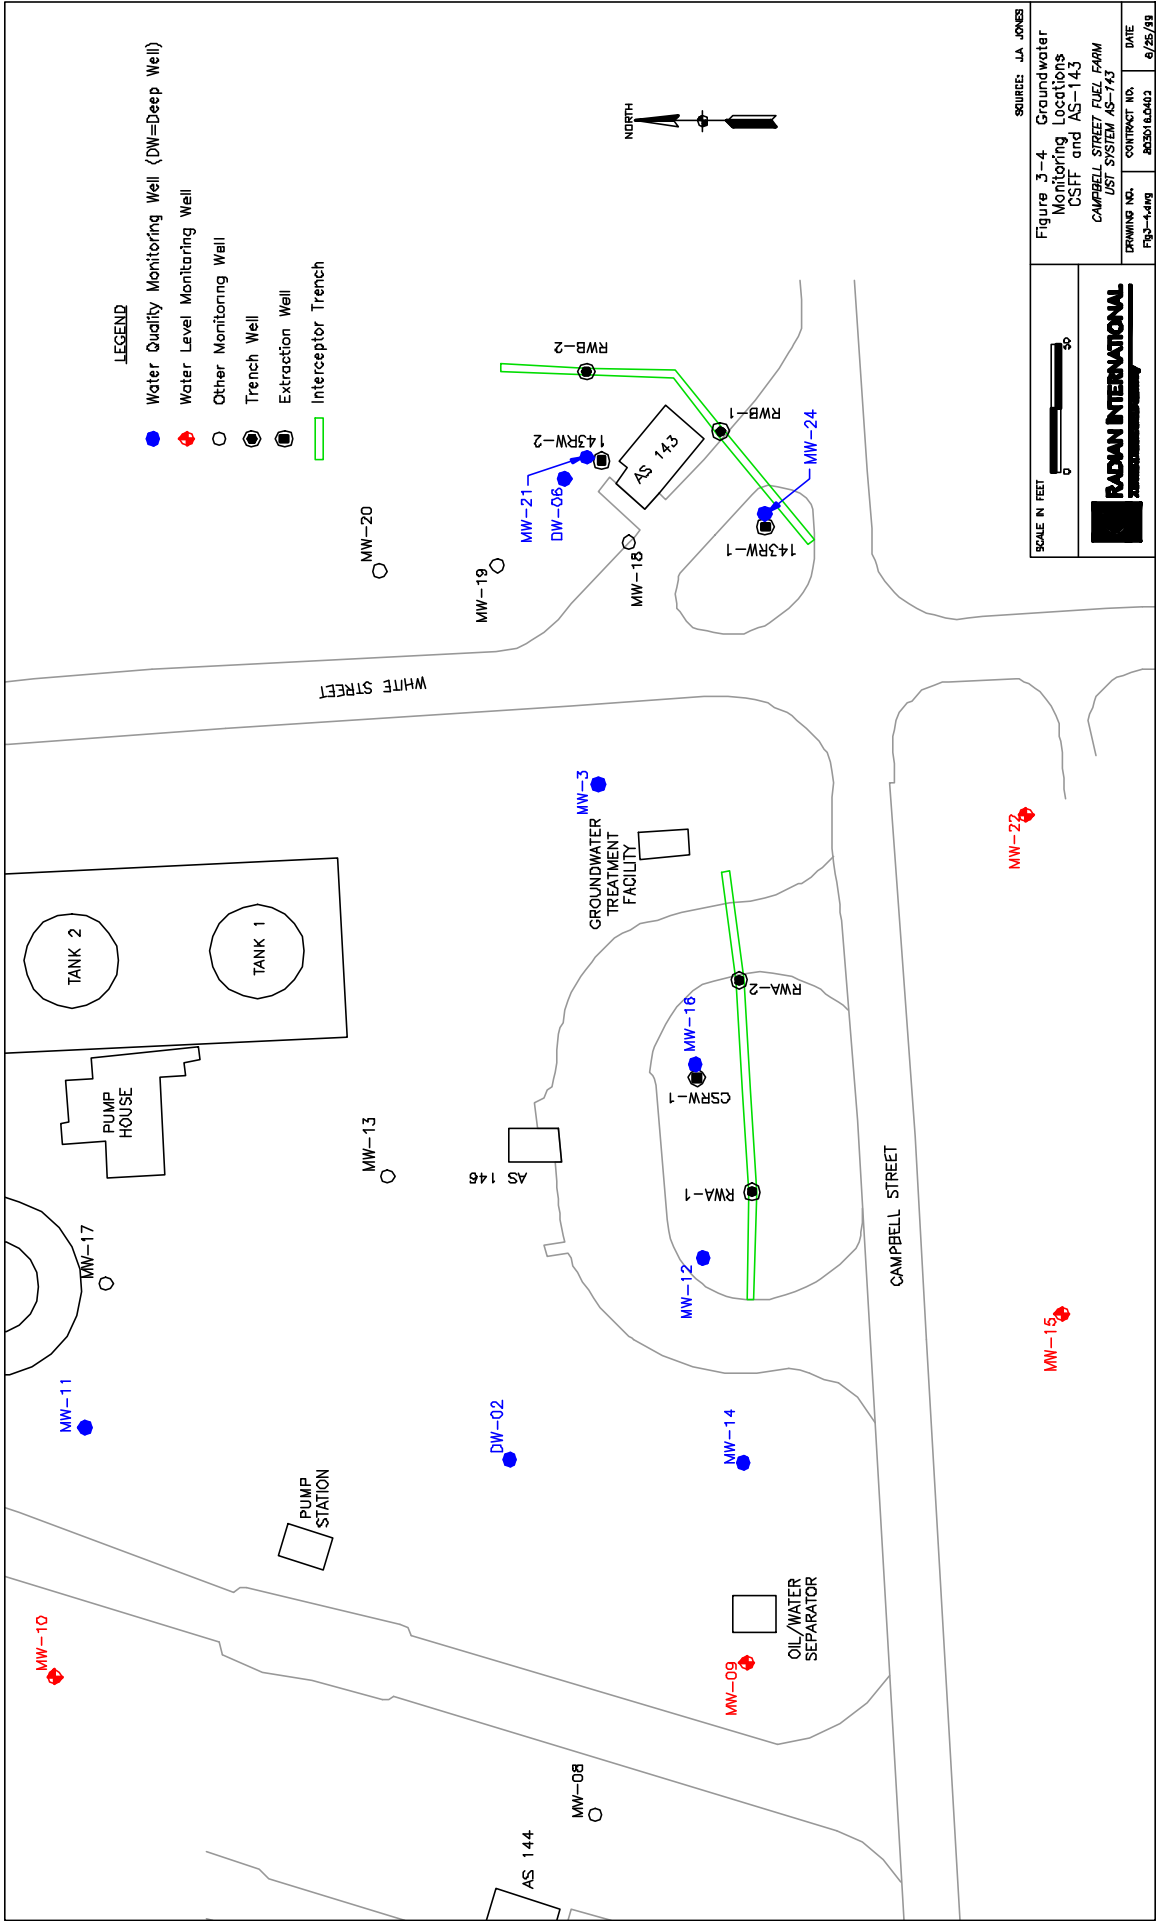 LEGEND
Water Quality Monitoring Well (DW=Deep Well)
Water Level Monitoring Well
Other Monitoring Well
Trench Well
Extraction Well
Interceptor Trench
NORTH
MW-10
MW-11
MW-17
PUMP
HOUSE
TANK 2
TANK 1
PUMP
STATION
MW-13
WHITE STREET
MW-20
MW-19
MW-18
MW-21
DW-06
143RW-2
RWB-2
AS 143
RWB-1
MW-24
143RW-1
MW-3
GROUNDWATER
TREATMENT
FACILITY
AS 146
DW-02
MW-16
CSRW-1
RWA-2
RWA-1
MW-12
MW-14
OIL/WATER
SEPARATOR
MW-09
MW-08
AS 144
CAMPBELL STREET
MW-22
MW-15
SOURCE: J.A. JONES
SCALE IN FEET
0
50
RADIAN INTERNATIONAL
Figure 3-4 Groundwater
Monitoring Locations
CSFF and AS-143
CAMPBELL STREET FUEL FARM
UST SYSTEM AS-143
DRAWING NO.
Fig3-4.dwg
CONTRACT NO.
DATE
6/25/99